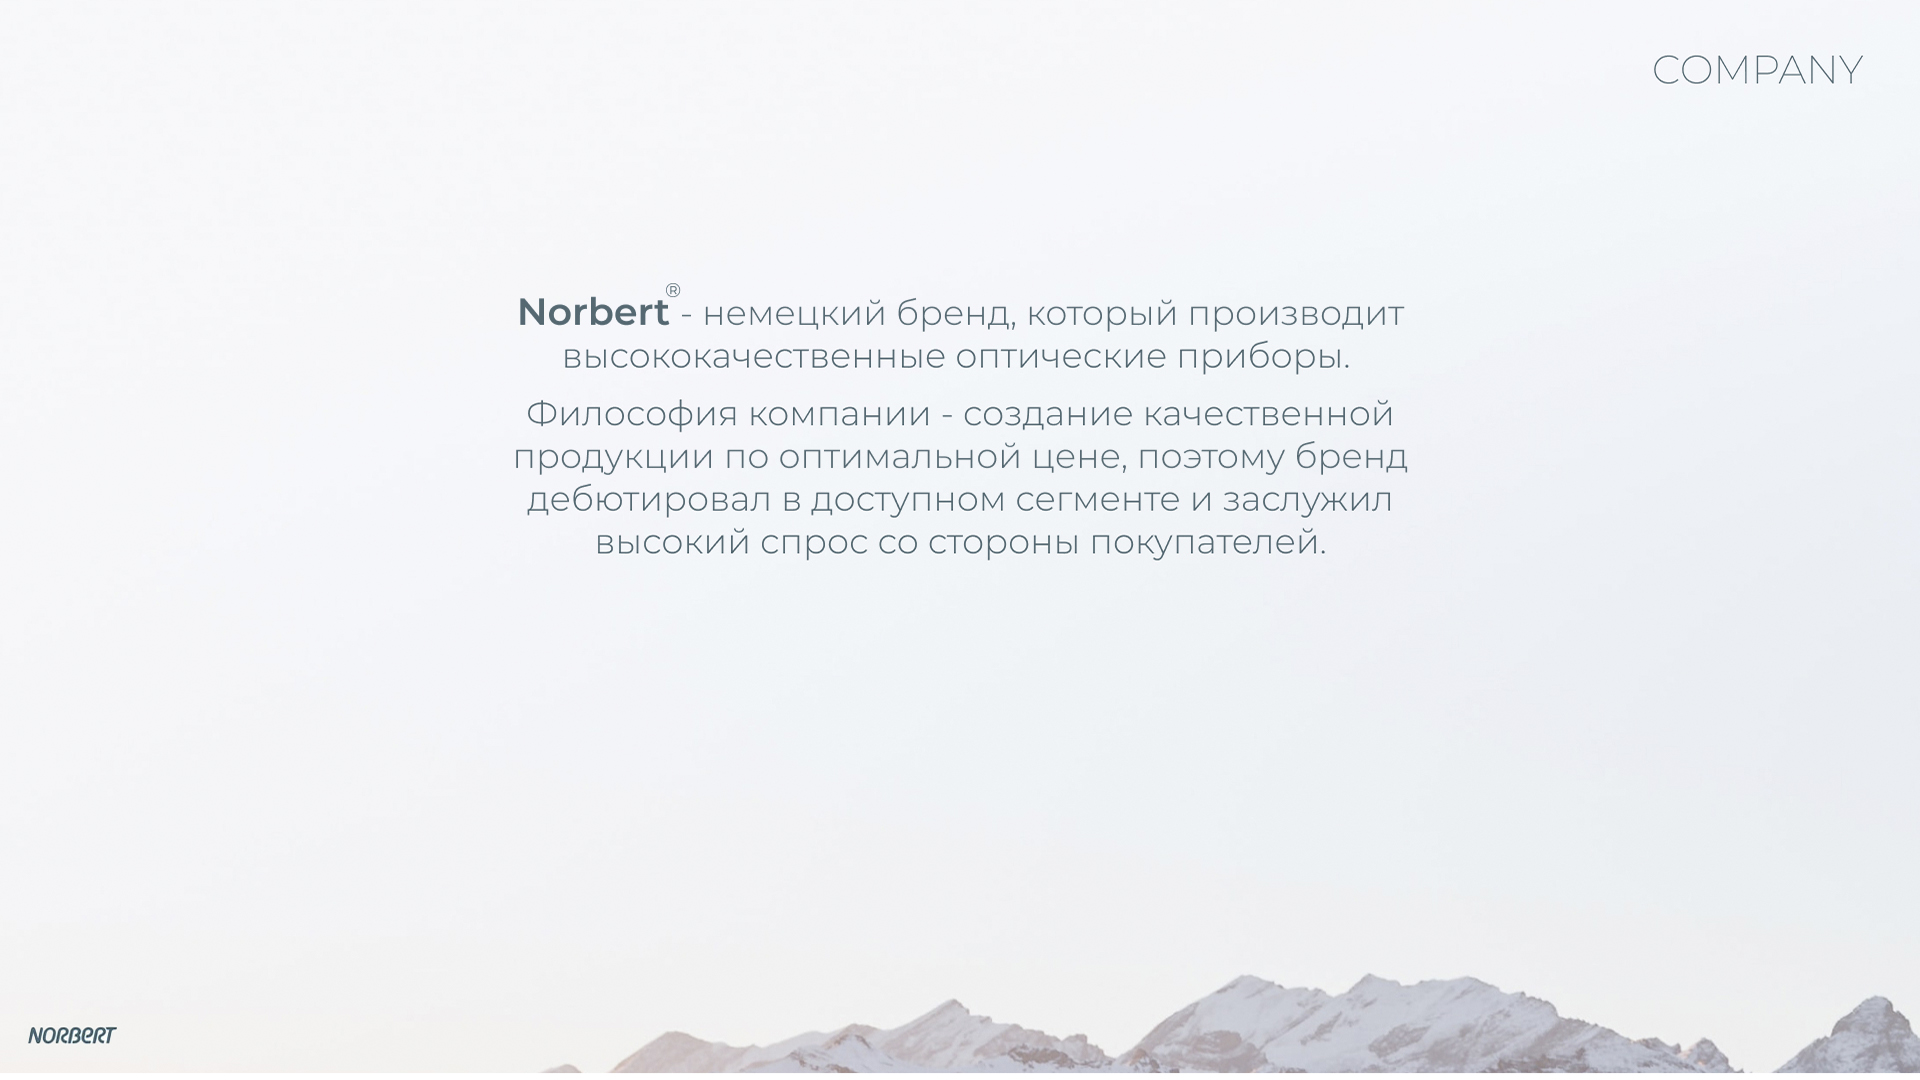 COMPANY
Norbert® - немецкий бренд, который производит
высококачественные оптические приборы.
Философия компании - создание качественной
продукции по оптимальной цене, поэтому бренд
дебютировал в доступном сегменте и заслужил
высокий спрос со стороны покупателей.
NORBERT